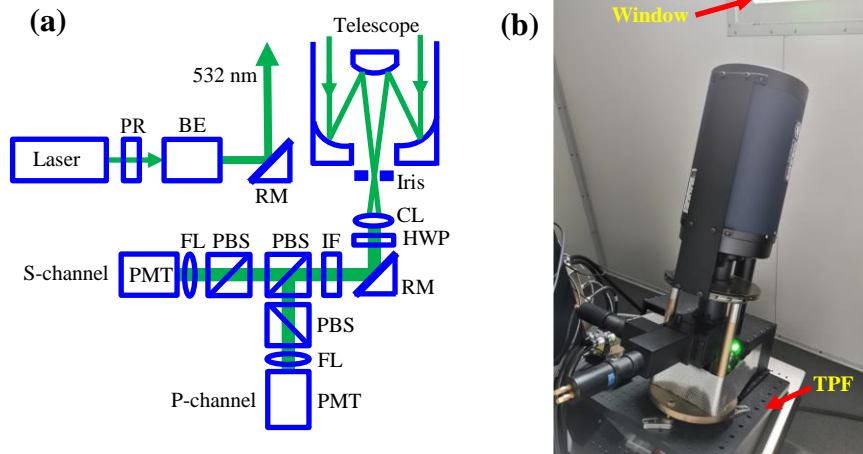 (a)
Telescope
532 nm
PR
BE
Laser
RM
Iris
CL
HWP
FL
PBS
PBS
IF
S-channel
PMT
RM
PBS
FL
P-channel
PMT
(b)
Window
TPF